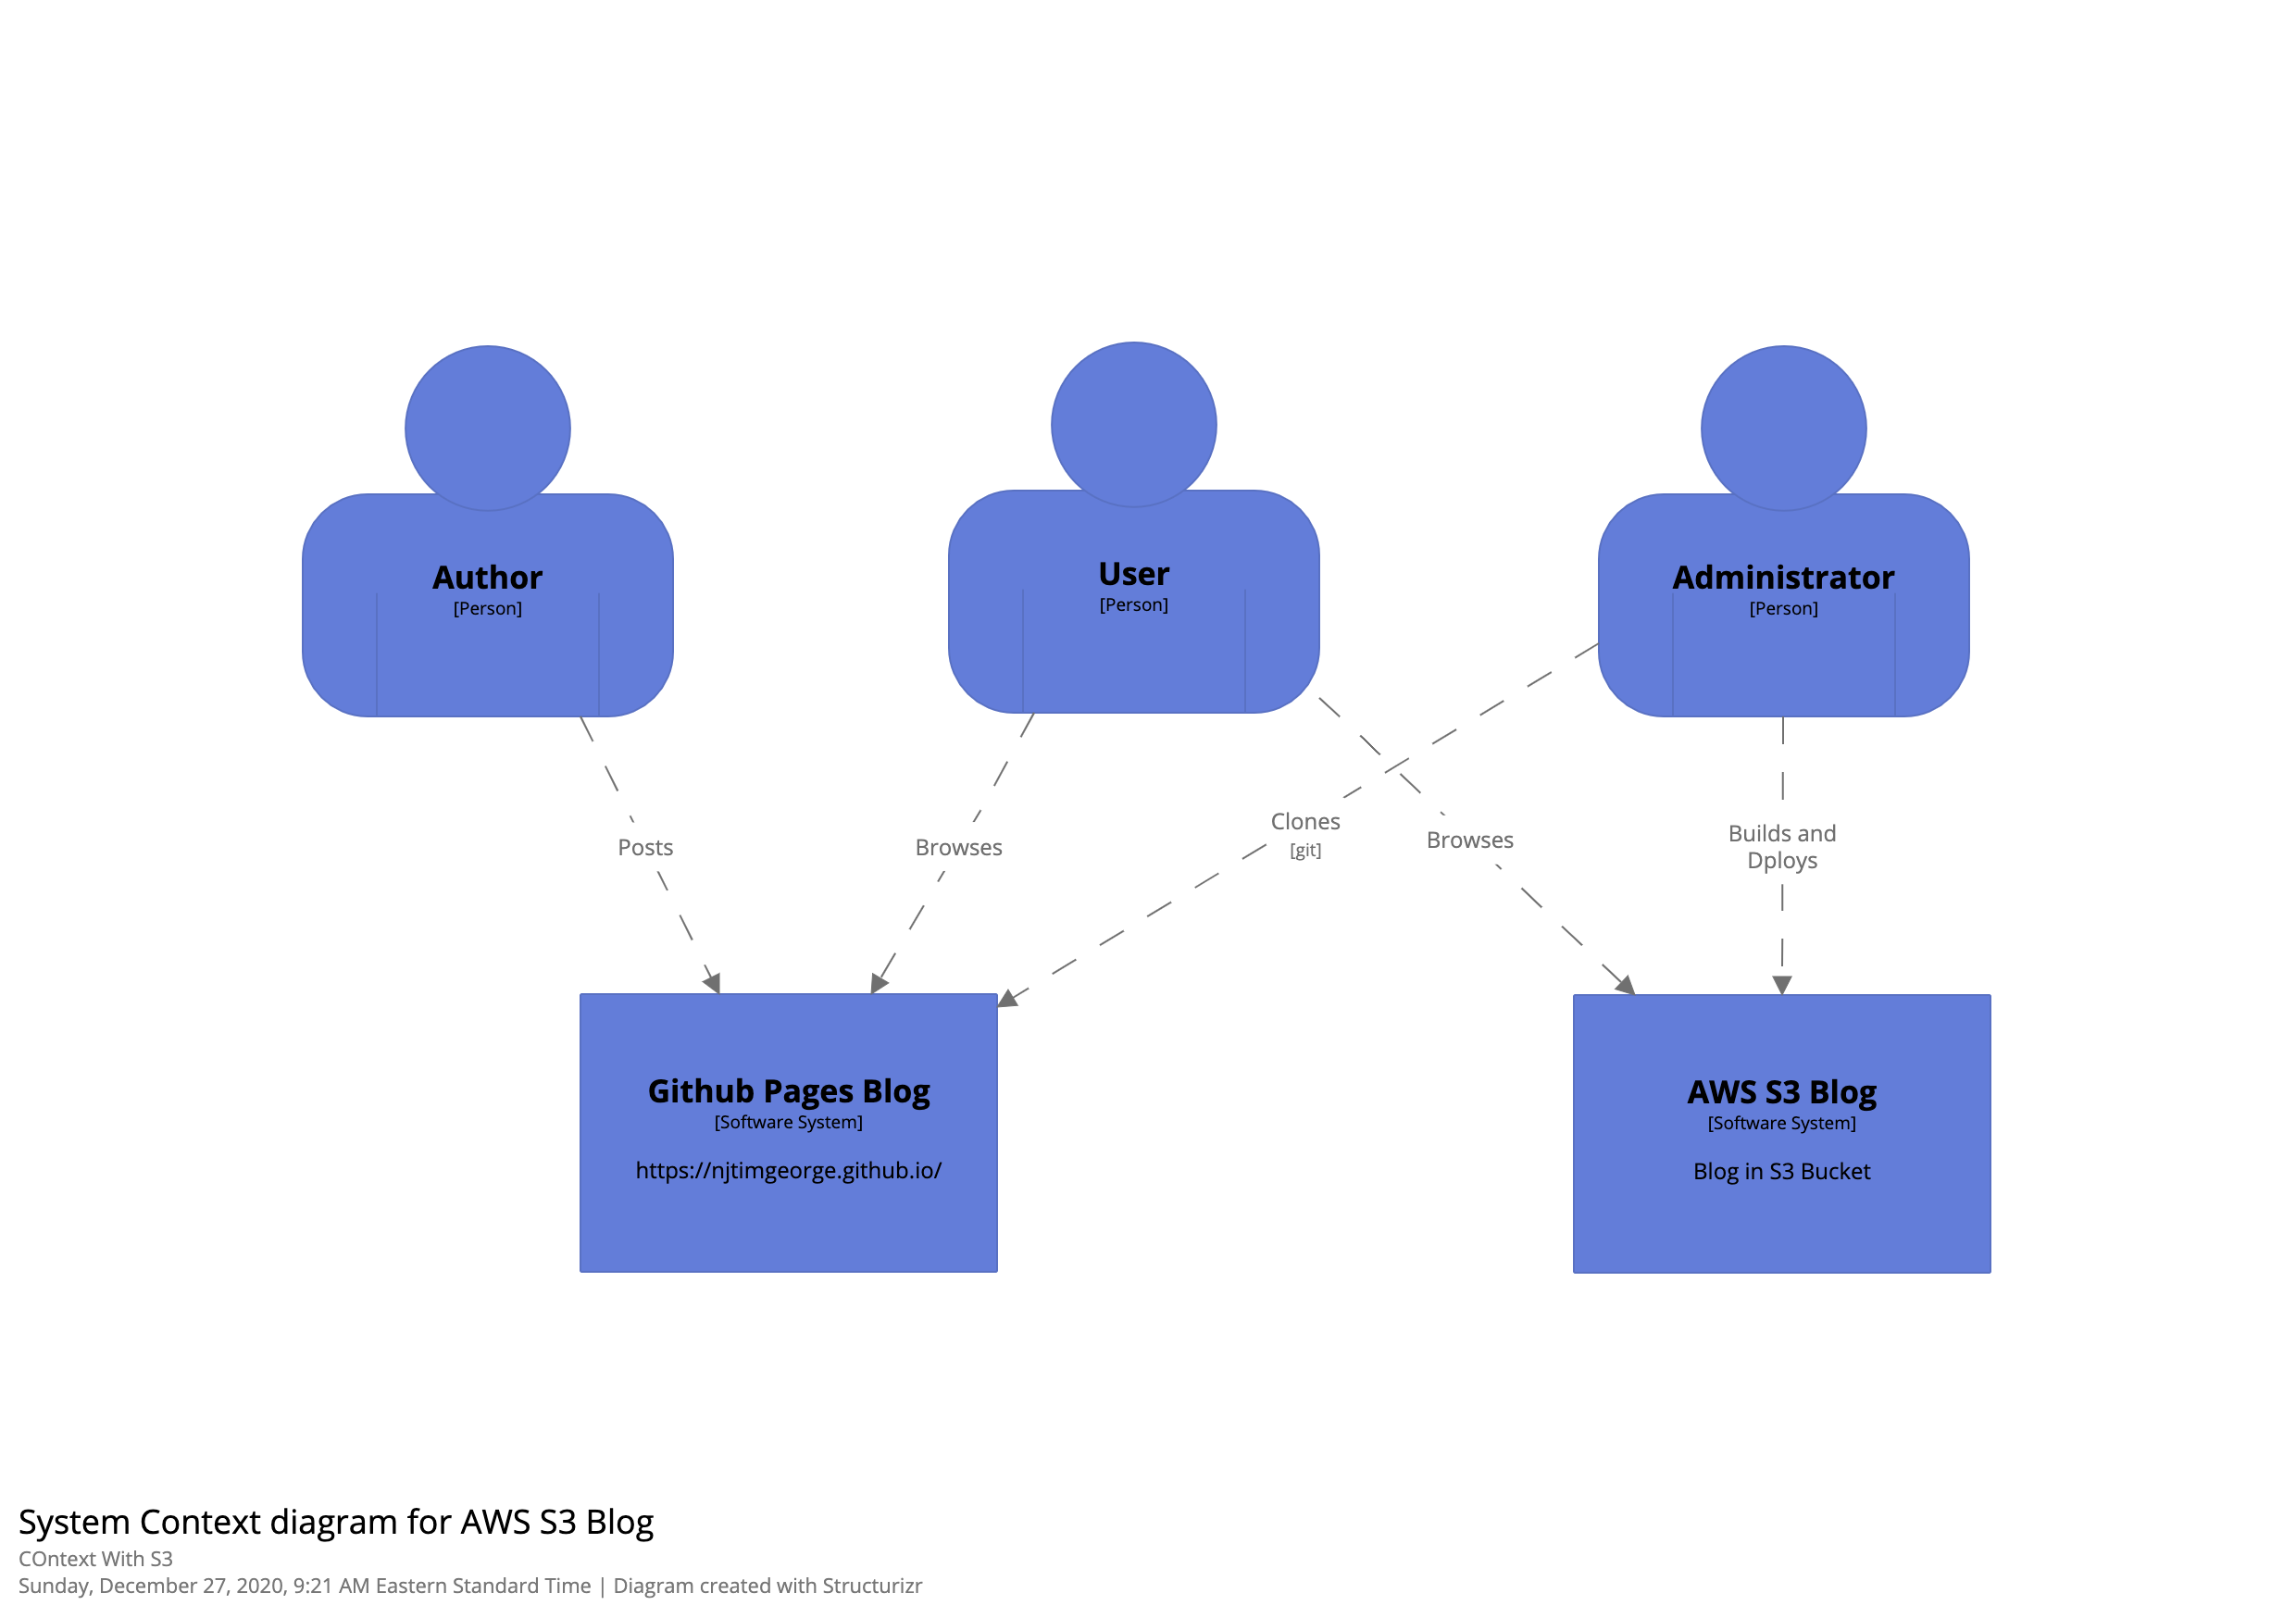 Author
[Person]
User
[Person]
Administrator
[Person]
Posts
Browses
Clones
[git]
Browses
Builds and
Dploys
Github Pages Blog
[Software System]
https://njtimgeorge.github.io/
AWS S3 Blog
[Software System]
Blog in S3 Bucket
System Context diagram for AWS S3 Blog
COntext With S3
Sunday, December 27, 2020, 9:21 AM Eastern Standard Time | Diagram created with Structurizr